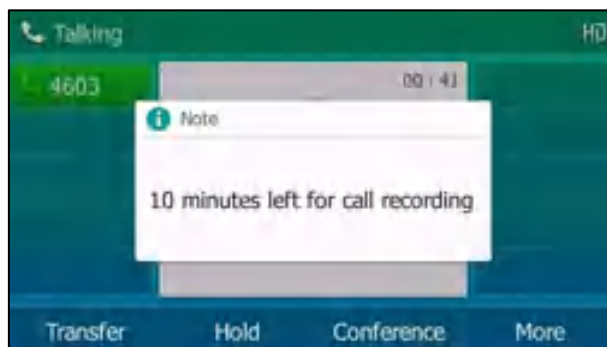 Talking
HD
4603
00 : 41
Note
10 minutes left for call recording
Transfer
Hold
Conference
More